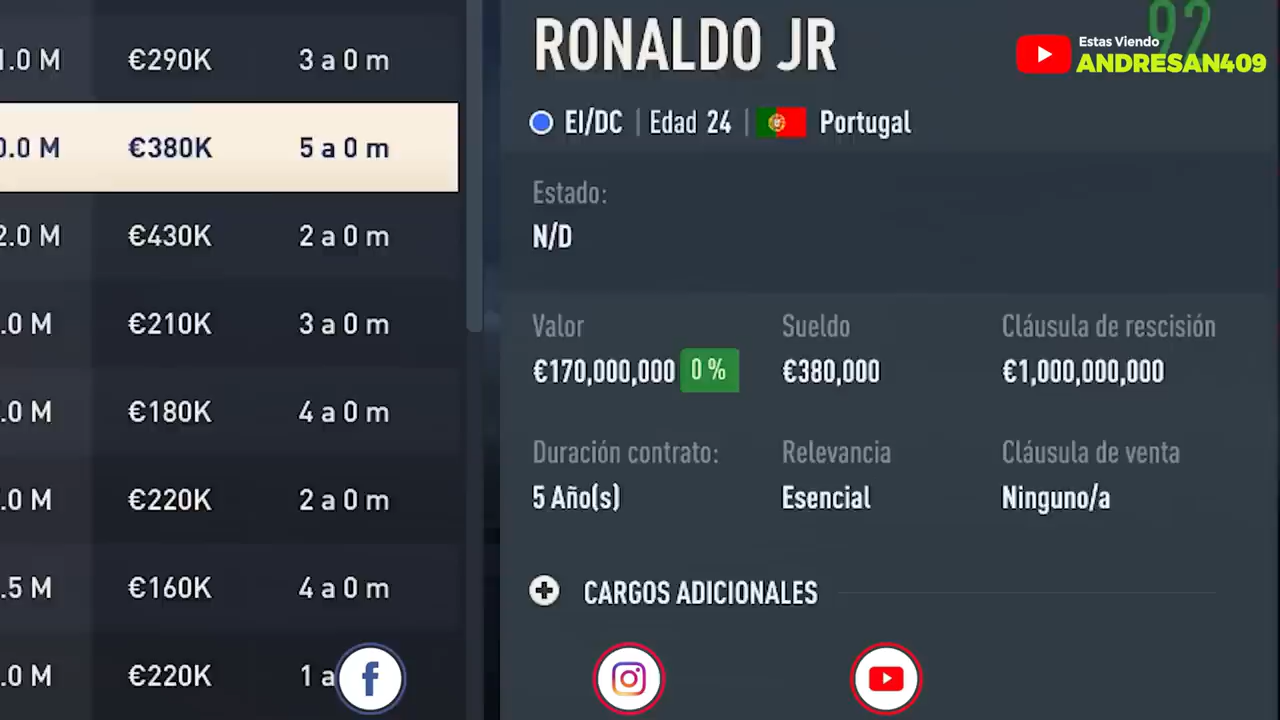 1.0 M €290K 3 a 0 m
0.0 M €380K 5 a 0 m
2.0 M €430K 2 a 0 m
.0 M €210K 3 a 0 m
.0 M €180K 4 a 0 m
.0 M €220K 2 a 0 m
.5 M €160K 4 a 0 m
.0 M €220K 1 a
RONALDO JR
92
Estas Viendo
ANDRESAN409
EI/DC | Edad 24 | Portugal
Estado:
N/D
Valor Sueldo Cláusula de rescisión
€170,000,000 0 % €380,000 €1,000,000,000
Duración contrato: Relevancia Cláusula de venta
5 Año(s) Esencial Ninguno/a
CARGOS ADICIONALES